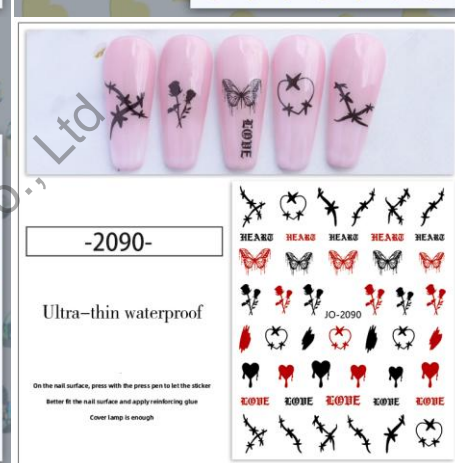 ., Ltd
LOVE
-2090-
Ultra-thin waterproof
On the nail surface, press with the press pen to let the sticker
Better fit the nail surface and apply reinforcing glue
Cover lamp is enough
HEART HEART HEART HEART HEART
JO-2090
LOVE LOVE LOVE LOVE LOVE